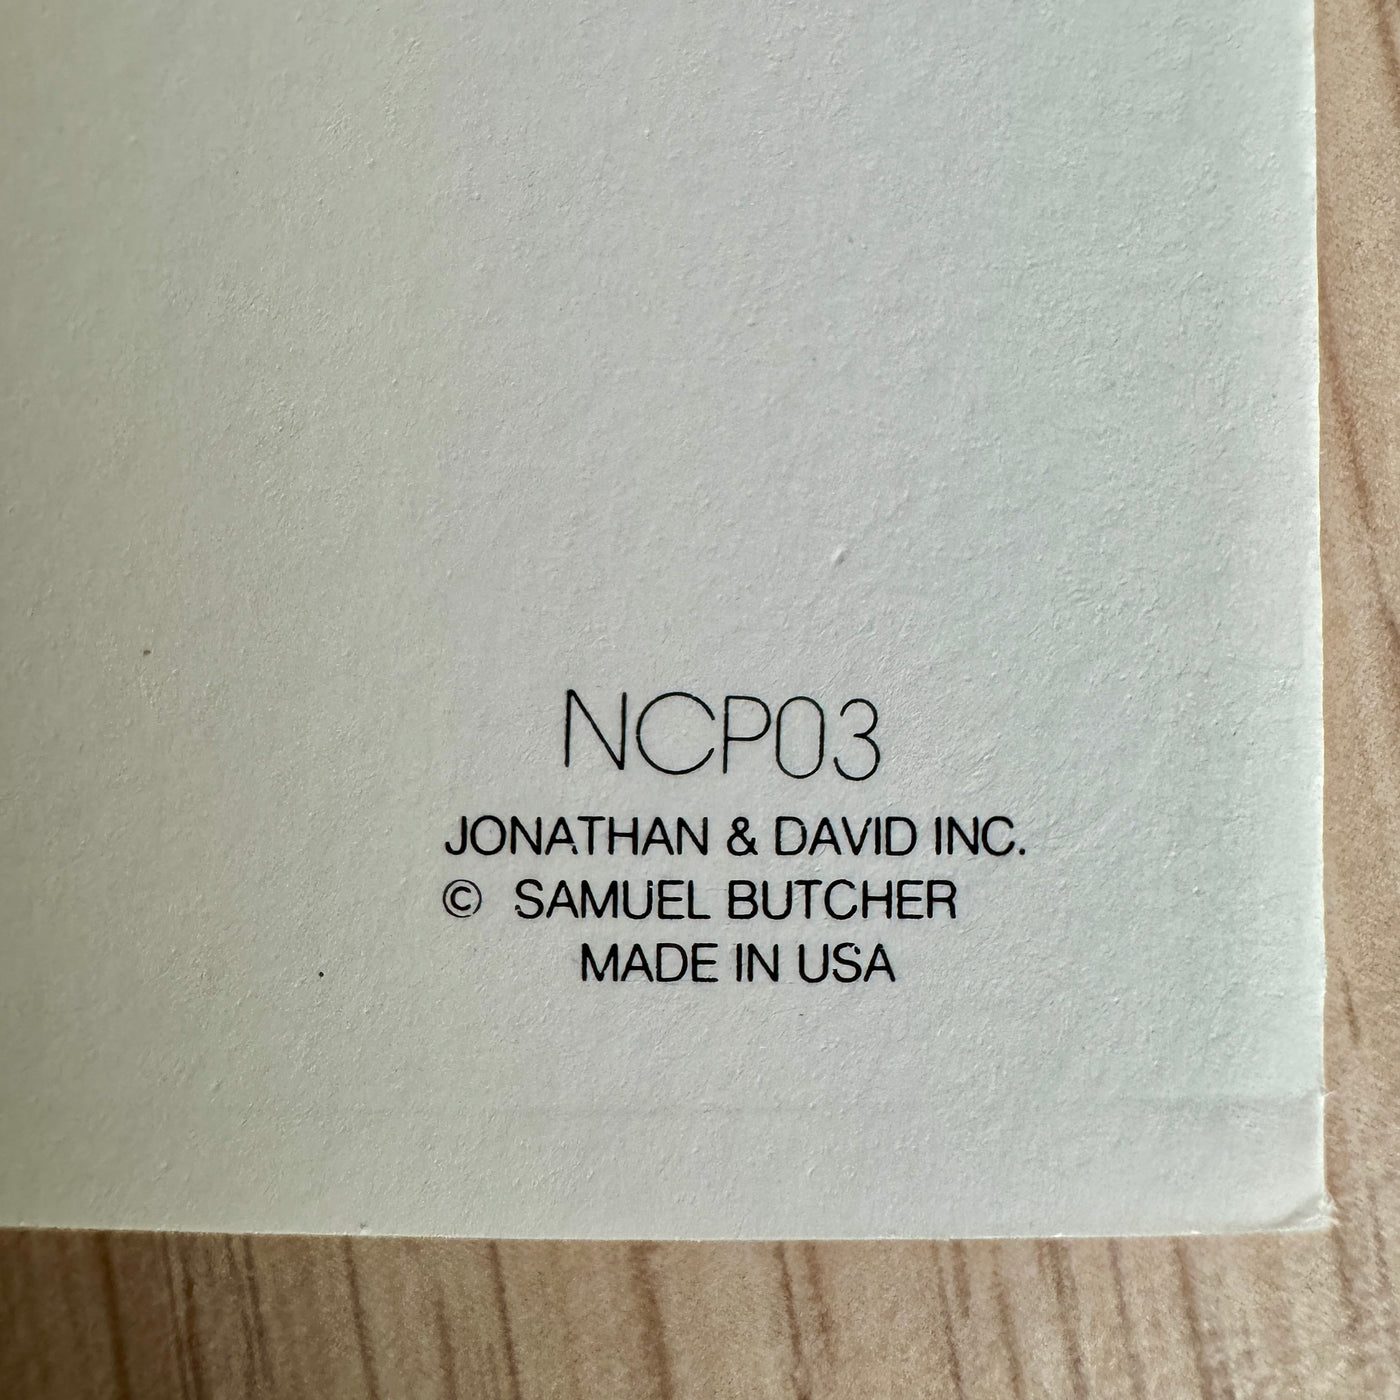 NCP03
JONATHAN & DAVID INC.
© SAMUEL BUTCHER
MADE IN USA